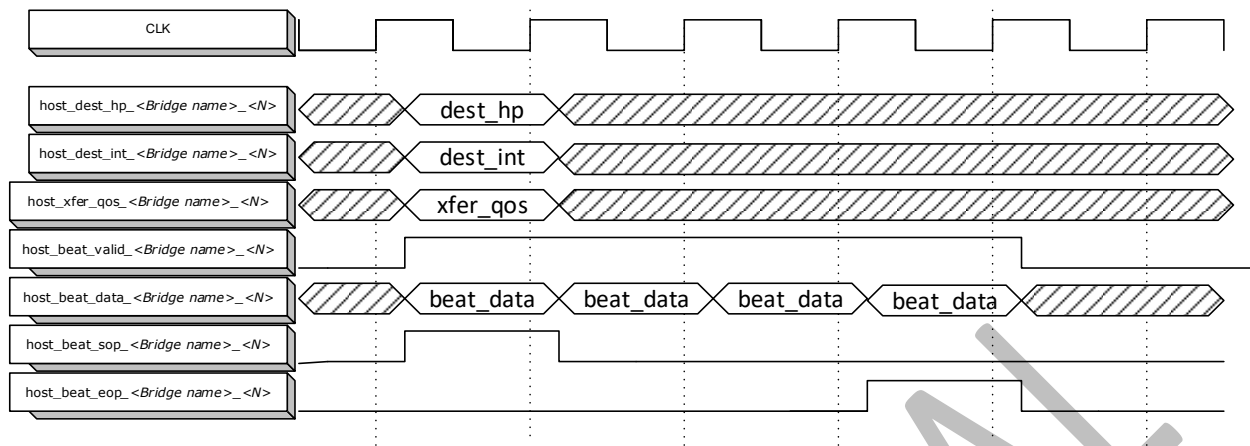 CLK
host_dest_hp_<Bridge name>_<N>
dest_hp
host_dest_int_<Bridge name>_<N>
dest_int
host_xfer_qos_<Bridge name>_<N>
xfer_qos
host_beat_valid_<Bridge name>_<N>
host_beat_data_<Bridge name>_<N>
beat_data beat_data beat_data beat_data
host_beat_sop_<Bridge name>_<N>
host_beat_eop_<Bridge name>_<N>